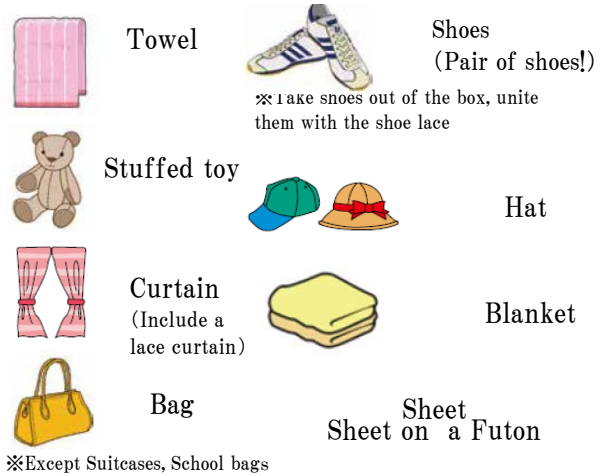 Towel
Shoes
(Pair of shoes!)
※Take shoes out of the box, unite
them with the shoe lace
Stuffed toy
Hat
Curtain
(Include a
lace curtain)
Blanket
Bag
Sheet
Sheet on a Futon
※Except Suitcases, School bags